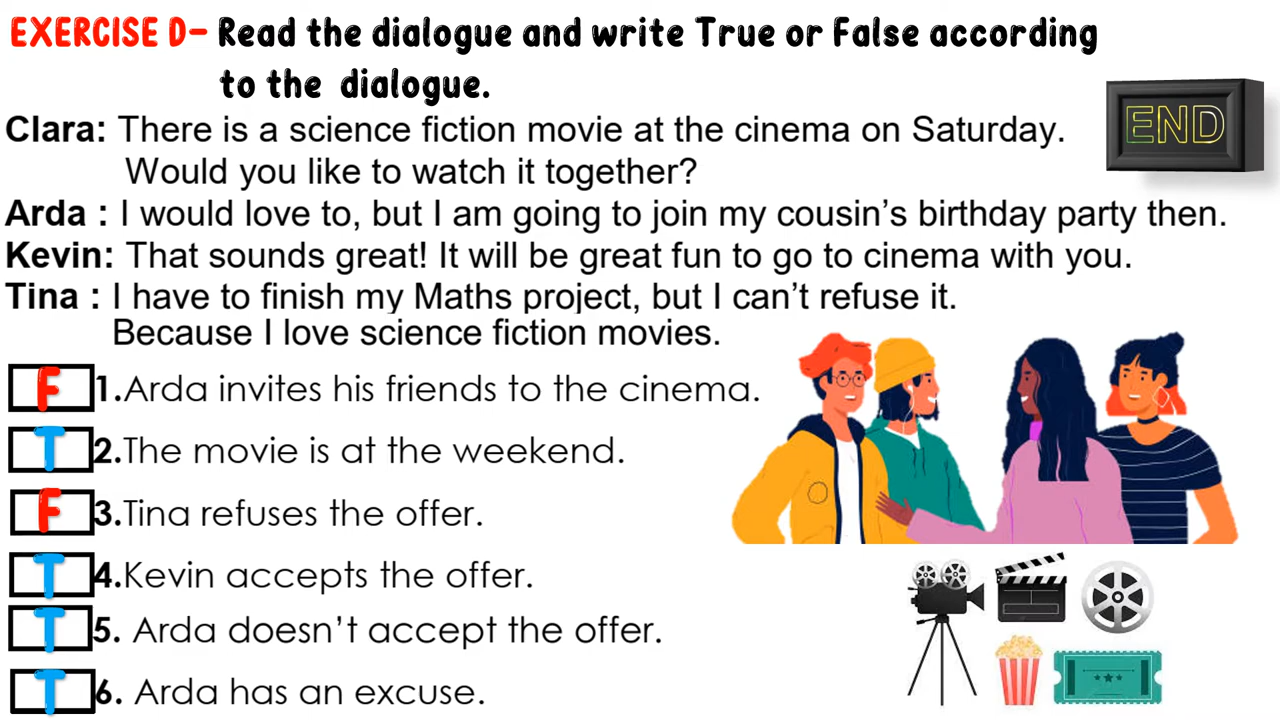 EXERCISE D- Read the dialogue and write True or False according
to the dialogue.
END
Clara: There is a science fiction movie at the cinema on Saturday.
Would you like to watch it together?
Arda : I would love to, but I am going to join my cousin's birthday party then.
Kevin: That sounds great! It will be great fun to go to cinema with you.
Tina : I have to finish my Maths project, but I can't refuse it.
Because I love science fiction movies.
F 1.Arda invites his friends to the cinema.
T 2.The movie is at the weekend.
F 3.Tina refuses the offer.
T 4.Kevin accepts the offer.
T 5. Arda doesn't accept the offer.
T 6. Arda has an excuse.